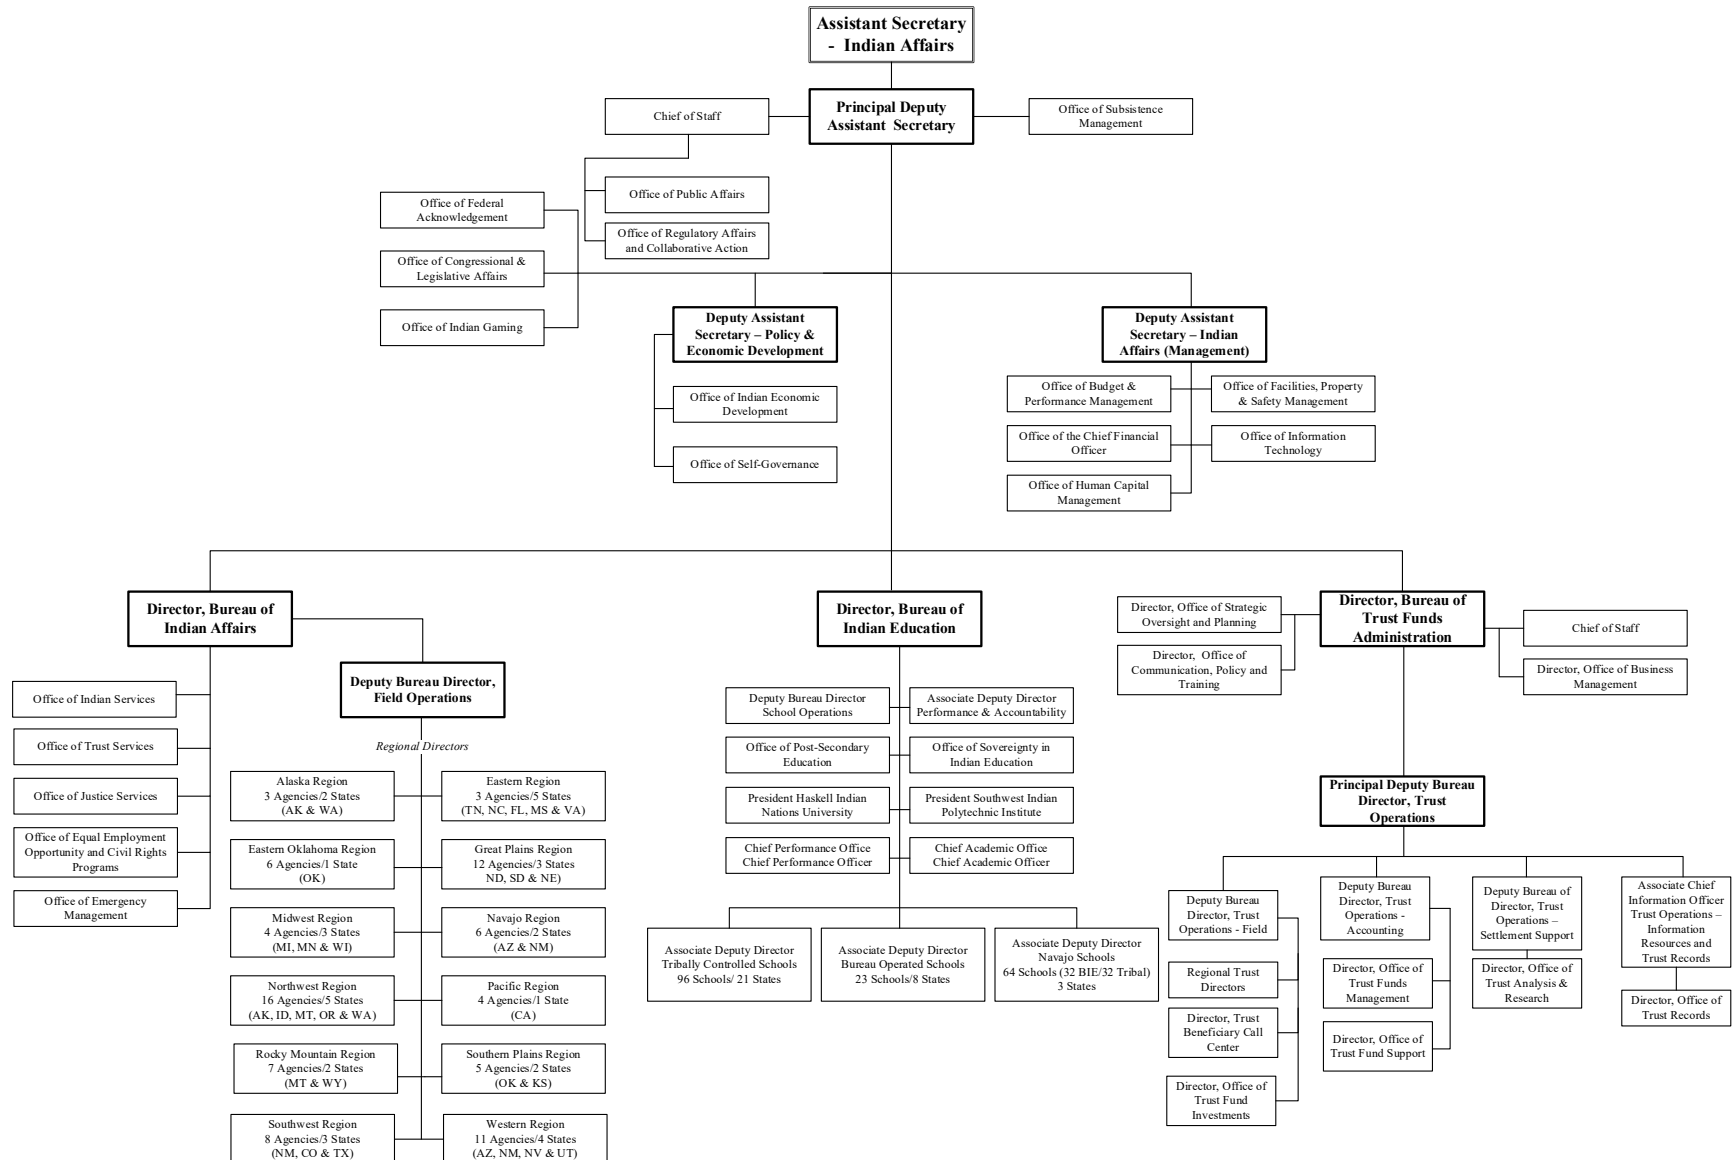 Assistant Secretary
- Indian Affairs
Principal Deputy
Assistant Secretary
Chief of Staff
Office of Subsistence
Management
Office of Public Affairs
Office of Regulatory Affairs
and Collaborative Action
Office of Federal
Acknowledgement
Office of Congressional &
Legislative Affairs
Office of Indian Gaming
Deputy Assistant
Secretary – Policy &
Economic Development
Office of Indian Economic
Development
Office of Self-Governance
Deputy Assistant
Secretary – Indian
Affairs (Management)
Office of Budget &
Performance Management
Office of Facilities, Property
& Safety Management
Office of the Chief Financial
Officer
Office of Information
Technology
Office of Human Capital
Management
Director, Bureau of
Indian Affairs
Office of Indian Services
Office of Trust Services
Office of Justice Services
Office of Equal Employment
Opportunity and Civil Rights
Programs
Office of Emergency
Management
Deputy Bureau Director,
Field Operations
Regional Directors
Alaska Region
3 Agencies/2 States
(AK & WA)
Eastern Region
3 Agencies/5 States
(TN, NC, FL, MS & VA)
Eastern Oklahoma Region
6 Agencies/1 State
(OK)
Great Plains Region
12 Agencies/3 States
ND, SD & NE)
Midwest Region
4 Agencies/3 States
(MI, MN & WI)
Navajo Region
6 Agencies/2 States
(AZ & NM)
Northwest Region
16 Agencies/5 States
(AK, ID, MT, OR & WA)
Pacific Region
4 Agencies/1 State
(CA)
Rocky Mountain Region
7 Agencies/2 States
(MT & WY)
Southern Plains Region
5 Agencies/2 States
(OK & KS)
Southwest Region
8 Agencies/3 States
(NM, CO & TX)
Western Region
11 Agencies/4 States
(AZ, NM, NV & UT)
Director, Bureau of
Indian Education
Deputy Bureau Director
School Operations
Associate Deputy Director
Performance & Accountability
Office of Post-Secondary
Education
Office of Sovereignty in
Indian Education
President Haskell Indian
Nations University
President Southwest Indian
Polytechnic Institute
Chief Performance Office
Chief Performance Officer
Chief Academic Office
Chief Academic Officer
Associate Deputy Director
Tribally Controlled Schools
96 Schools/ 21 States
Associate Deputy Director
Bureau Operated Schools
23 Schools/8 States
Associate Deputy Director
Navajo Schools
64 Schools (32 BIE/32 Tribal)
3 States
Director, Bureau of
Trust Funds
Administration
Director, Office of Strategic
Oversight and Planning
Director, Office of
Communication, Policy and
Training
Chief of Staff
Director, Office of Business
Management
Principal Deputy Bureau
Director, Trust
Operations
Deputy Bureau
Director, Trust
Operations - Field
Regional Trust
Directors
Director, Trust
Beneficiary Call
Center
Director, Office of
Trust Fund
Investments
Deputy Bureau
Director, Trust
Operations -
Accounting
Director, Office of
Trust Funds
Management
Director, Office of
Trust Fund Support
Deputy Bureau of
Director, Trust
Operations –
Settlement Support
Director, Office of
Trust Analysis &
Research
Associate Chief
Information Officer
Trust Operations –
Information
Resources and
Trust Records
Director, Office of
Trust Records